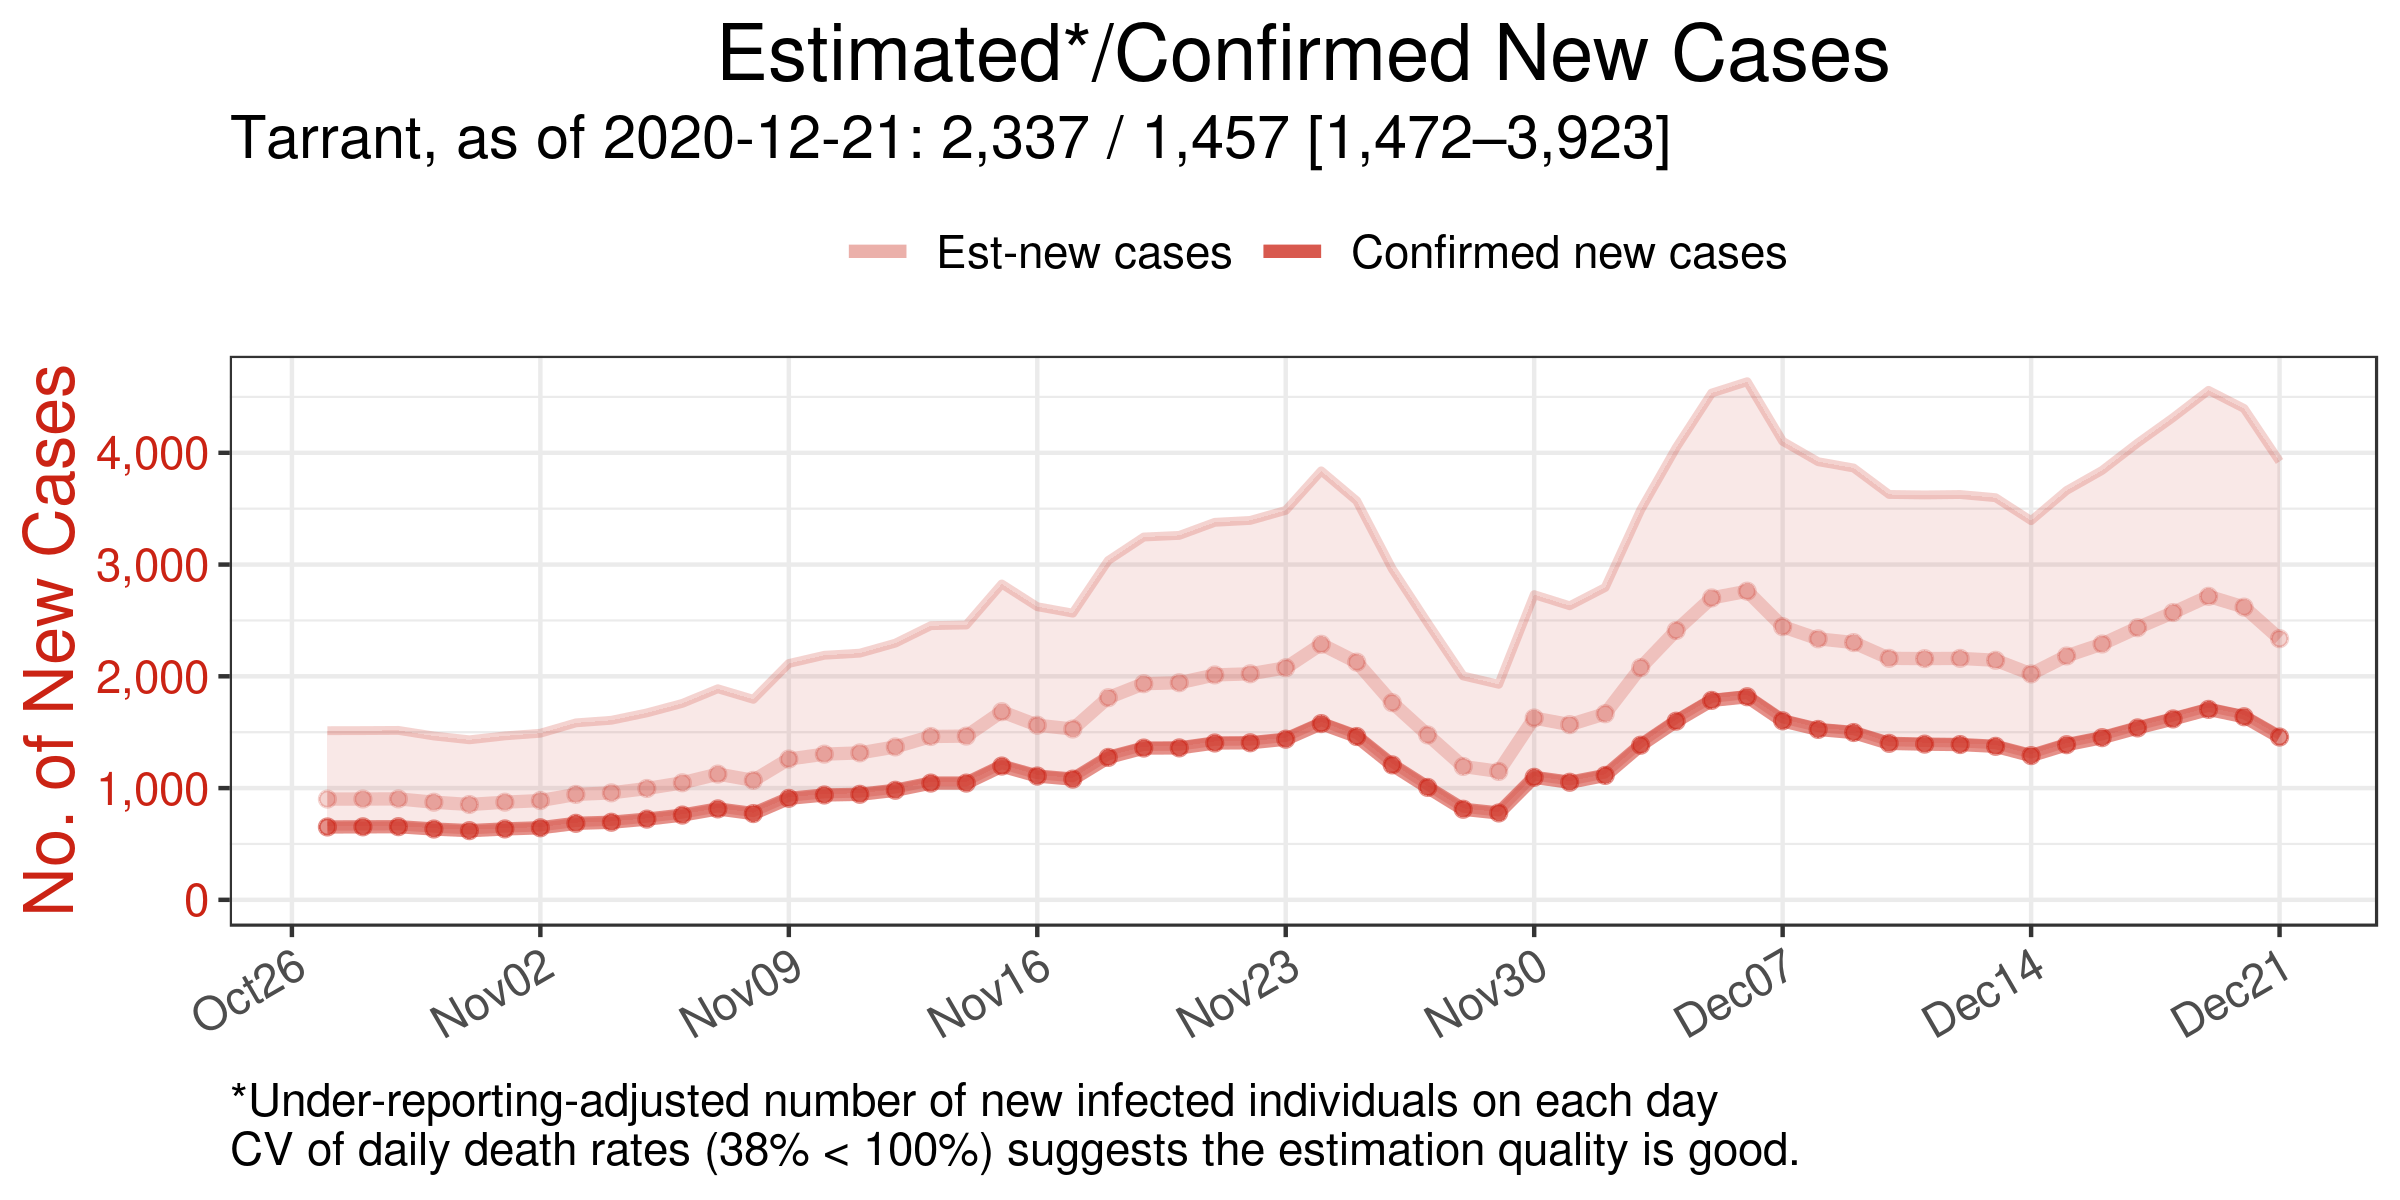 Estimated*/Confirmed New Cases
Tarrant, as of 2020-12-21: 2,337 / 1,457 [1,472–3,923]
Est-new cases
Confirmed new cases
No. of New Cases
4,000
3,000
2,000
1,000
0
Oct26
Nov02
Nov09
Nov16
Nov23
Nov30
Dec07
Dec14
Dec21
*Under-reporting-adjusted number of new infected individuals on each day
CV of daily death rates (38% < 100%) suggests the estimation quality is good.